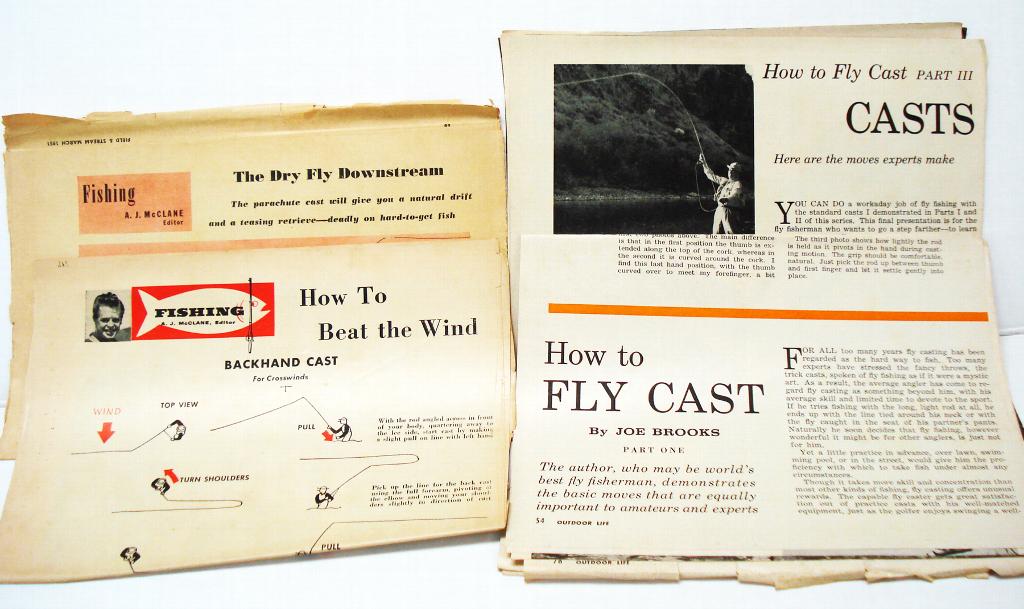 FIELD & STREAM MARCH 1951
Fishing
A. J. McCLANE
Editor
The Dry Fly Downstream
The parachute cast will give you a natural drift
and a teasing retrieve—deadly on hard-to-get fish
FISHING
A. J. McCLANE, Editor
How To
Beat the Wind
BACKHAND CAST
For Crosswinds
WIND
TOP VIEW
PULL
With the rod angled across in front
of your body, quartering away to
the lee side, start cast by making
a slight pull on line with left hand
TURN SHOULDERS
Pick up the line for the back cast
using the full forearm, pivoting at
the elbow and moving your shoul-
ders slightly in direction of cast
PULL
How to Fly Cast PART III
CASTS
Here are the moves experts make
YOU CAN DO a workaday job of fly fishing with
the standard casts I demonstrated in Parts I and
II of this series. This final presentation is for the
fly fisherman who wants to go a step farther—to learn
first two photos above. The main difference
is that in the first position the thumb is ex-
tended along the top of the cork, whereas in
the second it is curved around the cork. I
find this last hand position, with the thumb
curved over to meet my forefinger, a bit
The third photo shows how lightly the rod
is held as it pivots in the hand during cast-
ing motion. The grip should be comfortable,
natural. Just pick the rod up between thumb
and first finger and let it settle gently into
place.
How to
FLY CAST
By JOE BROOKS
PART ONE
The author, who may be world's
best fly fisherman, demonstrates
the basic moves that are equally
important to amateurs and experts
54 OUTDOOR LIFE
FOR ALL too many years fly casting has been
regarded as the hard way to fish. Too many
experts have stressed the fancy throws, the
trick casts, spoken of fly fishing as if it were a mystic
art. As a result, the average angler has come to re-
gard fly casting as something beyond him, with his
average skill and limited time to devote to the sport.
If he tries fishing with the long, light rod at all, he
ends up with the line tied around his neck or with
the fly caught in the seat of his partner's pants.
Naturally he soon decides that fly fishing, however
wonderful it might be for other anglers, is just not
for him.
Yet a little practice in advance, over lawn, swim-
ming pool, or in the street, would give him the pro-
ficiency with which to take fish under almost any
circumstances.
Though it takes more skill and concentration than
most other kinds of fishing, fly casting offers unusual
rewards. The capable fly caster gets great satisfac-
tion out of practice casts with his well-matched
equipment, just as the golfer enjoys swinging a well-
78 OUTDOOR LIFE